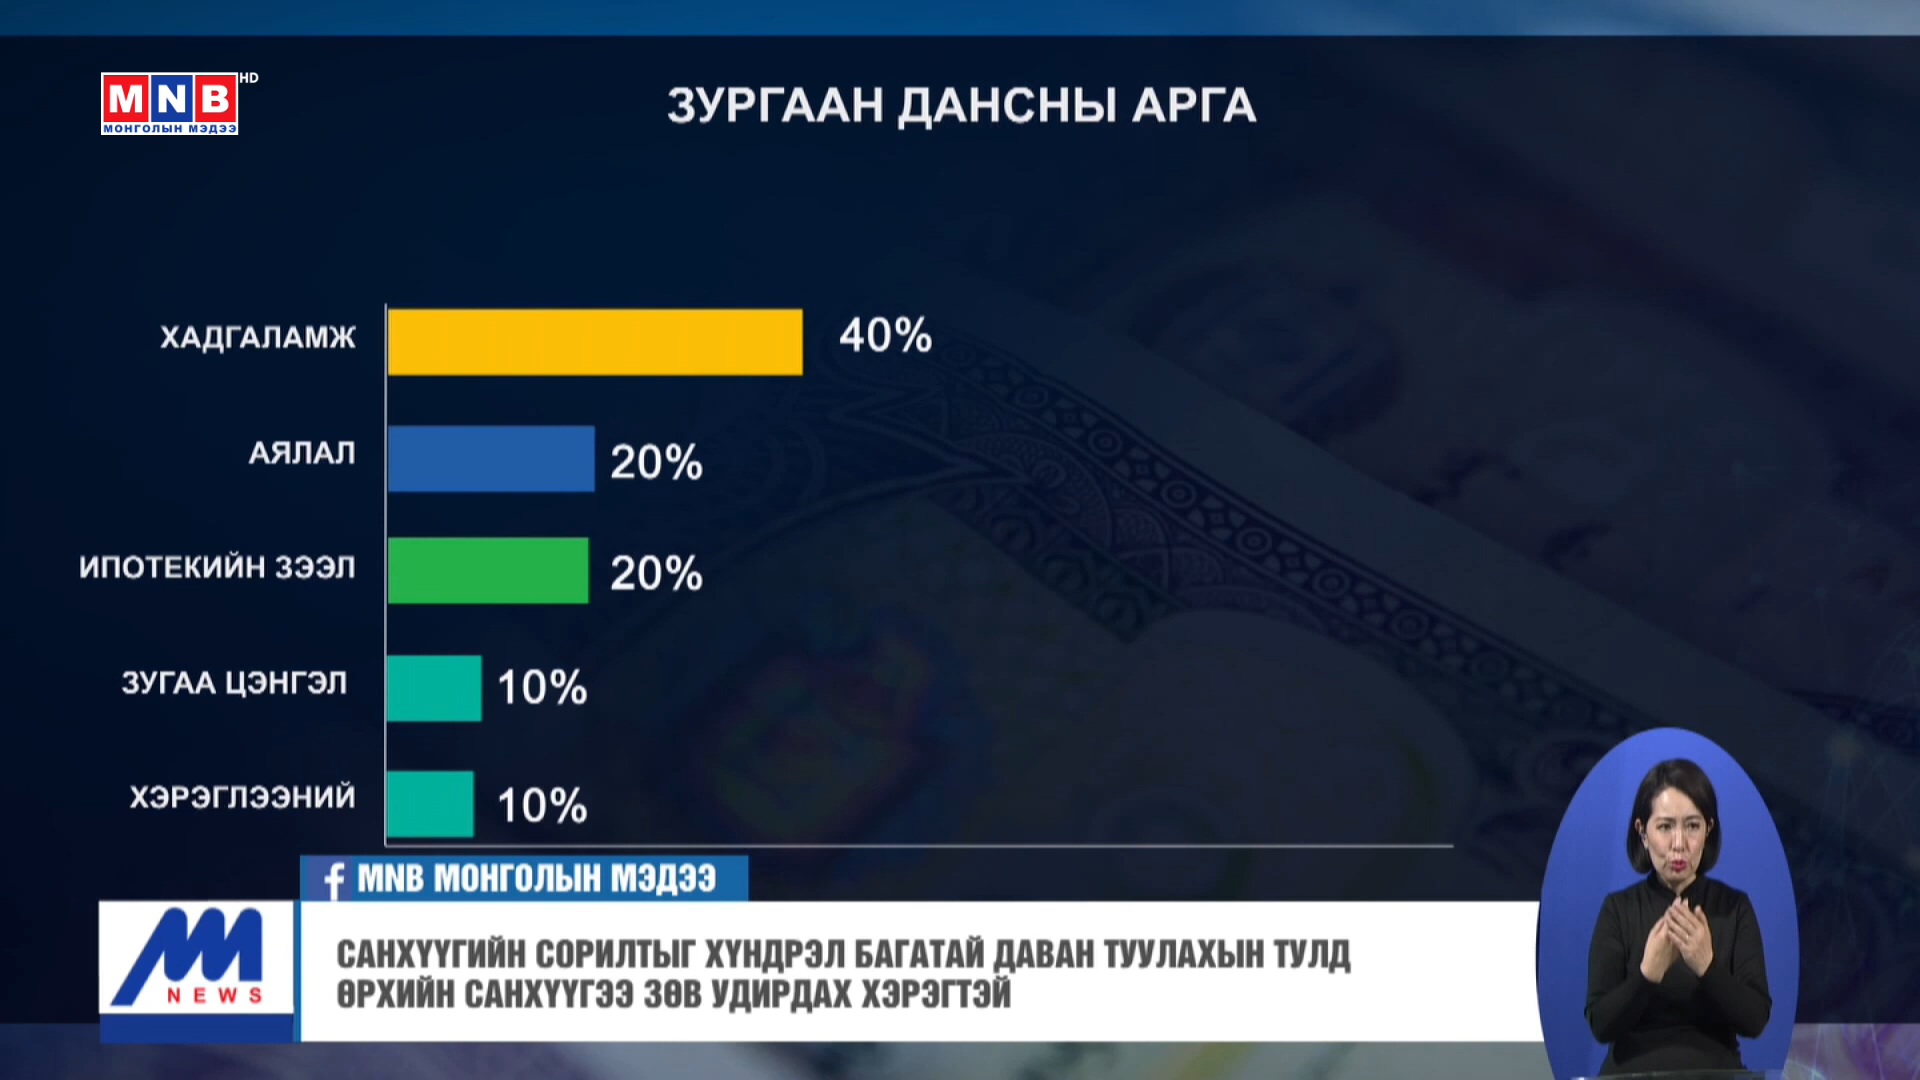 MNB HD
МОНГОЛЫН МЭДЭЭ
ЗУРГААН ДАНСНЫ АРГА
ХАДГАЛАМЖ 40%
АЯЛАЛ 20%
ИПОТЕКИЙН ЗЭЭЛ 20%
ЗУГАА ЦЭНГЭЛ 10%
ХЭРЭГЛЭЭНИЙ 10%
f MNB МОНГОЛЫН МЭДЭЭ
NEWS
САНХҮҮГИЙН СОРИЛТЫГ ХҮНДРЭЛ БАГАТАЙ ДАВАН ТУУЛАХЫН ТУЛД
ӨРХИЙН САНХҮҮГЭЭ ЗӨВ УДИРДАХ ХЭРЭГТЭЙ